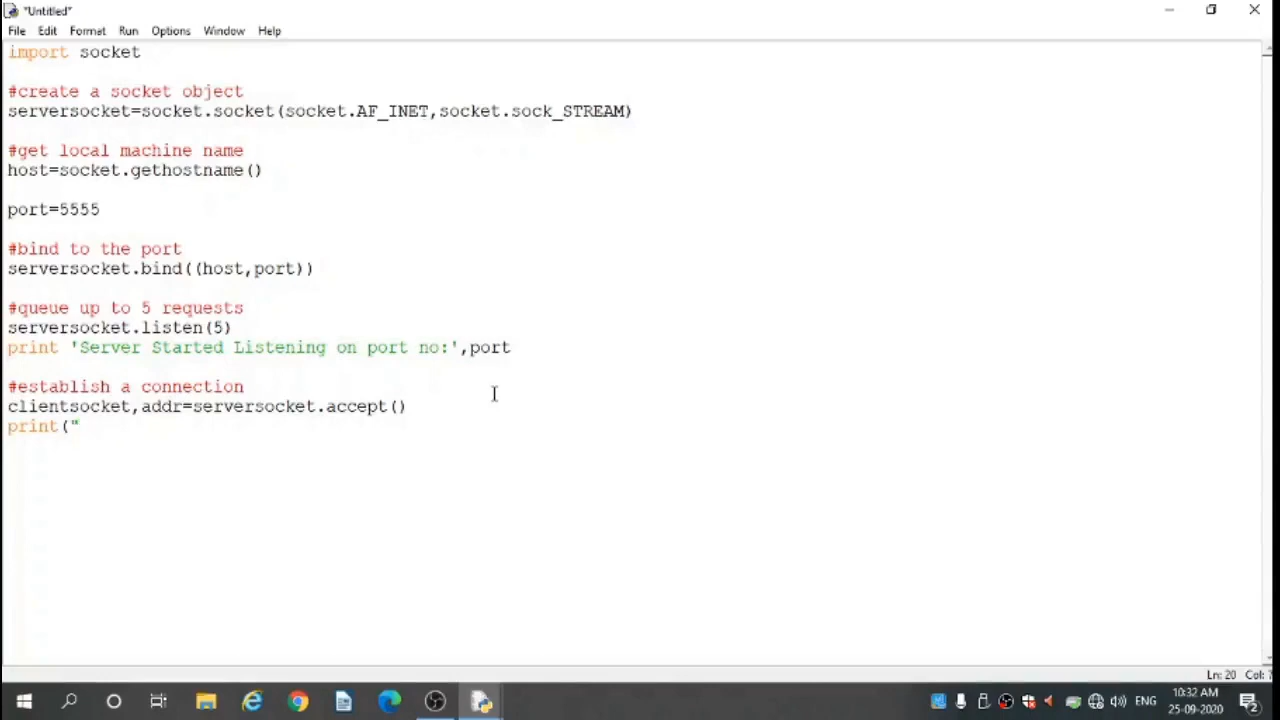 *Untitled*
File Edit Format Run Options Window Help
import socket
#create a socket object
serversocket=socket.socket(socket.AF_INET,socket.sock_STREAM)
#get local machine name
host=socket.gethostname()
port=5555
#bind to the port
serversocket.bind((host,port))
#queue up to 5 requests
serversocket.listen(5)
print 'Server Started Listening on port no:',port
#establish a connection
clientsocket,addr=serversocket.accept()
print("
Ln: 20 Col:
ENG 10:32 AM
25-09-2020 2